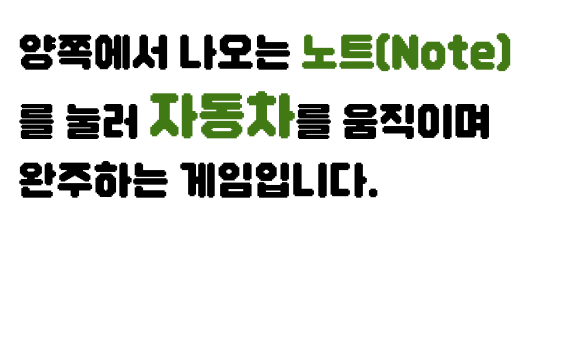 양쪽에서 나오는 노트(Note)
를 눌러 자동차를 움직이며
완주하는 게임입니다.